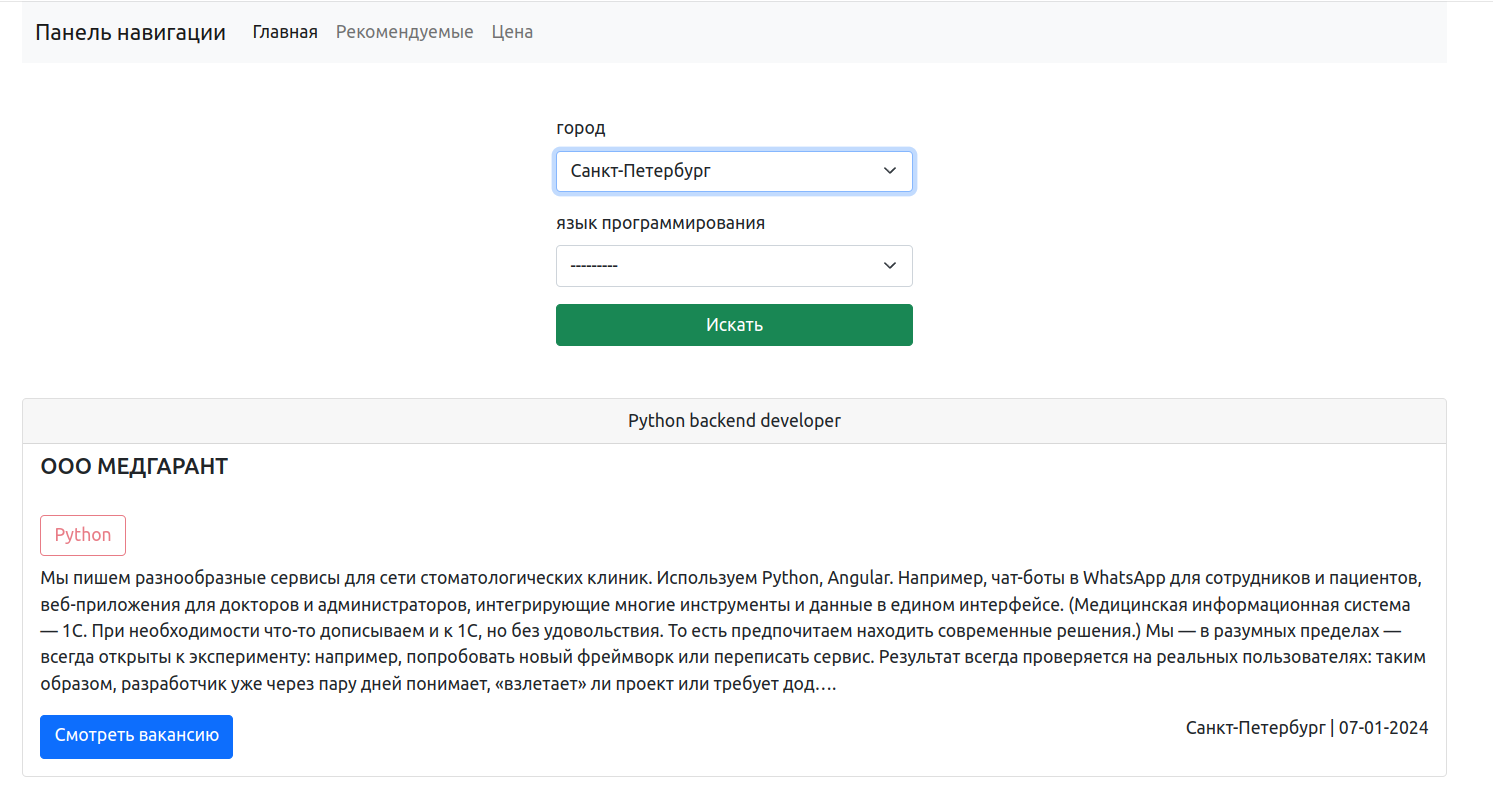 Панель навигации Главная Рекомендуемые Цена
город
Санкт-Петербург
язык программирования
---------
Искать
Python backend developer
ООО МЕДГАРАНТ
Python
Мы пишем разнообразные сервисы для сети стоматологических клиник. Используем Python, Angular. Например, чат-боты в WhatsApp для сотрудников и пациентов,
веб-приложения для докторов и администраторов, интегрирующие многие инструменты и данные в едином интерфейсе. (Медицинская информационная система
— 1С. При необходимости что-то дописываем и к 1С, но без удовольствия. То есть предпочитаем находить современные решения.) Мы — в разумных пределах —
всегда открыты к эксперименту: например, попробовать новый фреймворк или переписать сервис. Результат всегда проверяется на реальных пользователях: таким
образом, разработчик уже через пару дней понимает, «взлетает» ли проект или требует дод….
Смотреть вакансию
Санкт-Петербург | 07-01-2024